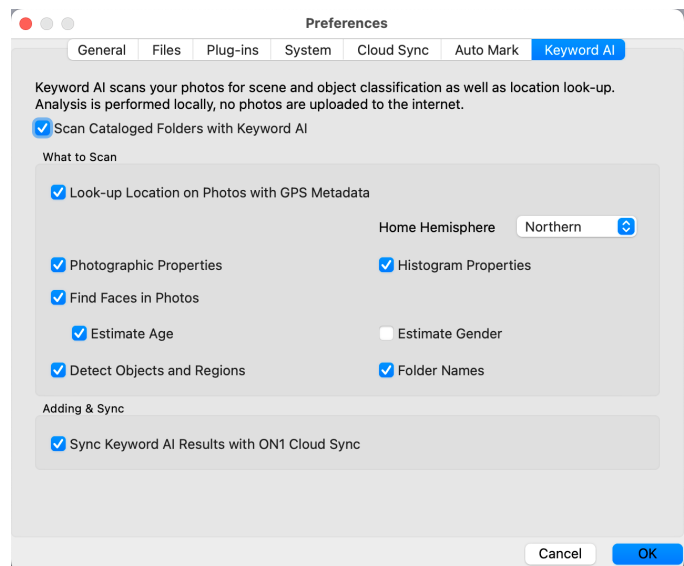 Preferences
General Files Plug-ins System Cloud Sync Auto Mark Keyword AI
Keyword AI scans your photos for scene and object classification as well as location look-up.
Analysis is performed locally, no photos are uploaded to the internet.
Scan Cataloged Folders with Keyword AI
What to Scan
Look-up Location on Photos with GPS Metadata
Home Hemisphere Northern
Photographic Properties Histogram Properties
Find Faces in Photos
Estimate Age Estimate Gender
Detect Objects and Regions Folder Names
Adding & Sync
Sync Keyword AI Results with ON1 Cloud Sync
Cancel OK